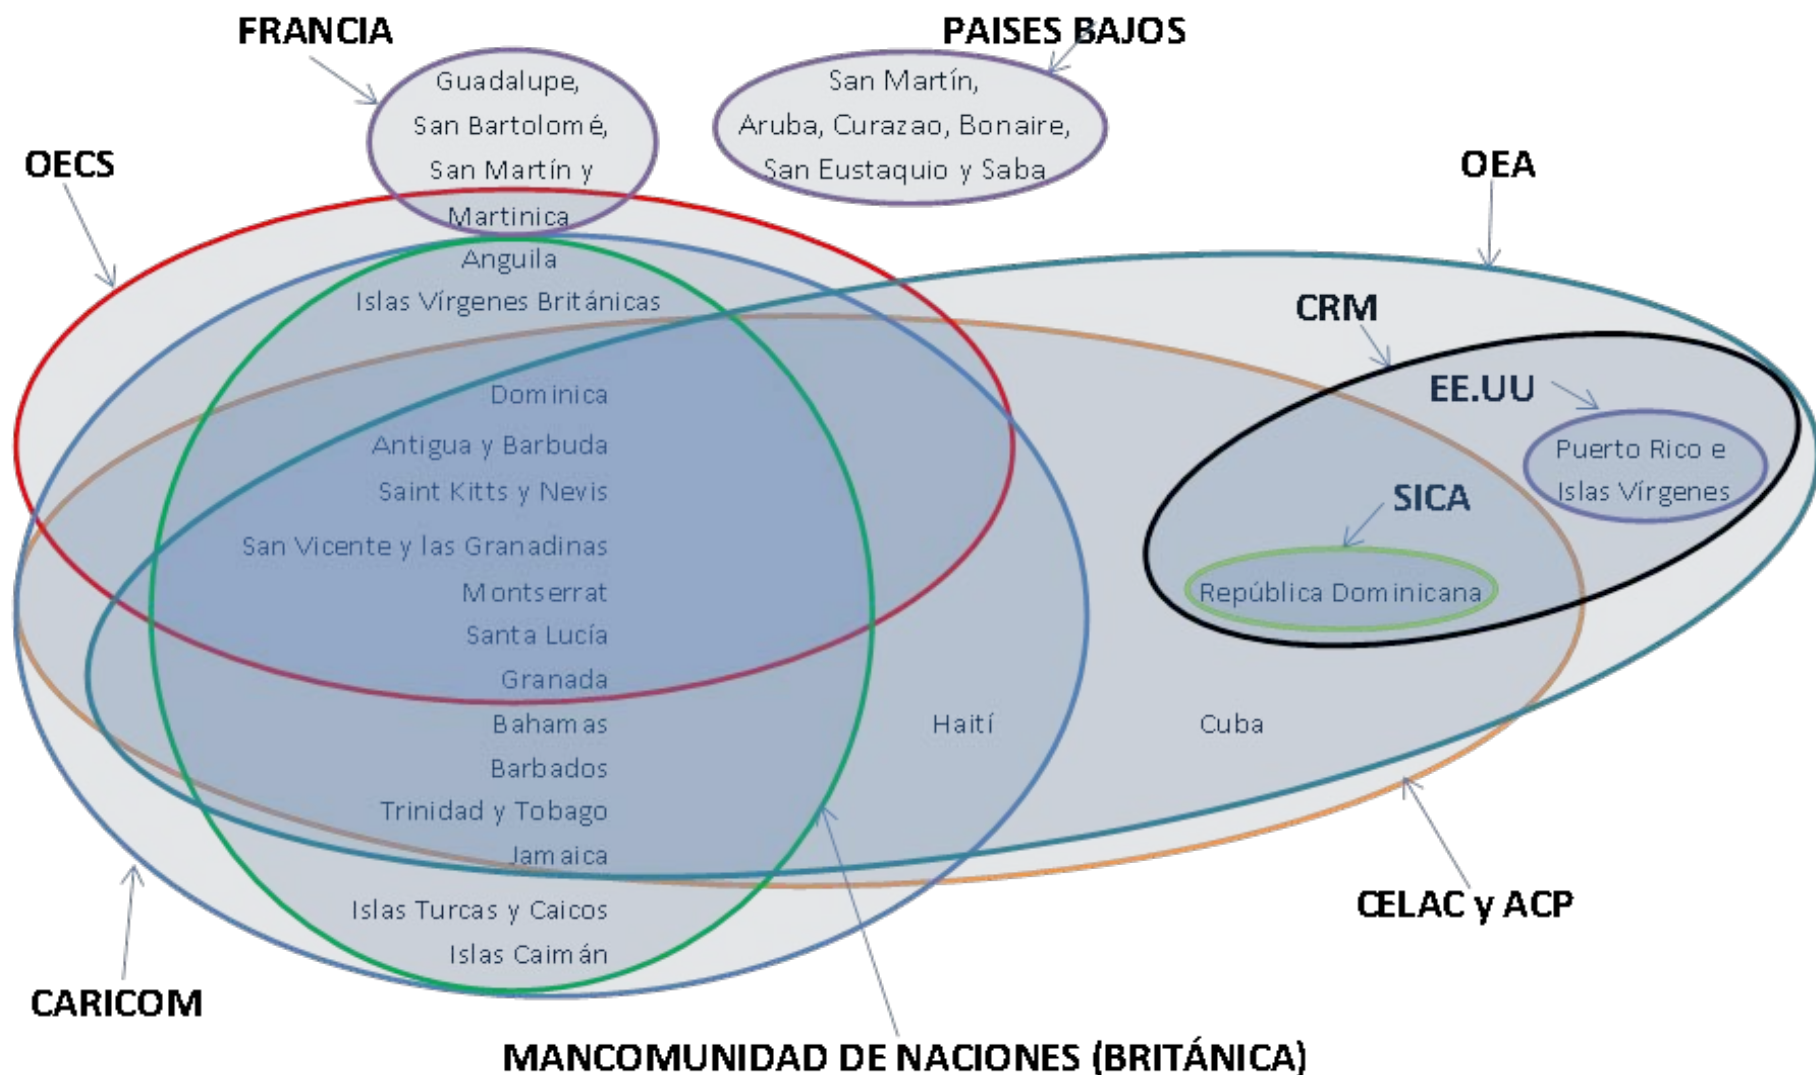 FRANCIA
PAISES BAJOS
Guadalupe,
San Bartolomé,
San Martín y
Martinica
San Martín,
Aruba, Curazao, Bonaire,
San Eustaquio y Saba
OECS
OEA
Anguila
Islas Vírgenes Británicas
CRM
EE.UU
Dominica
Antigua y Barbuda
Saint Kitts y Nevis
San Vicente y las Granadinas
Montserrat
Santa Lucía
Granada
Bahamas
Barbados
Trinidad y Tobago
Jamaica
Islas Turcas y Caicos
Islas Caimán
Haití
Cuba
Puerto Rico e
Islas Vírgenes
SICA
República Dominicana
CELAC y ACP
CARICOM
MANCOMUNIDAD DE NACIONES (BRITÁNICA)